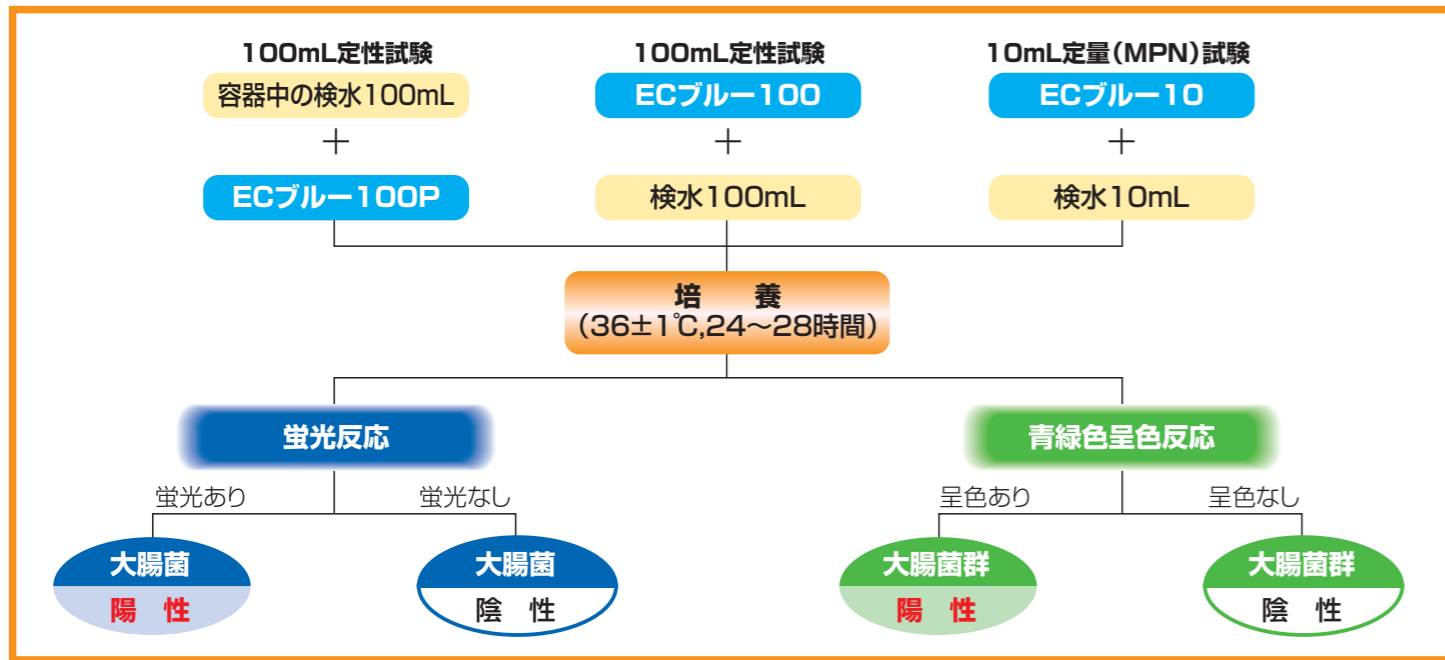 100mL定性試験
容器中の検水100mL
+
ECブルー100P
100mL定性試験
ECブルー100
+
検水100mL
10mL定量(MPN)試験
ECブルー10
+
検水10mL
培 養
(36±1℃,24～28時間)
蛍光反応
蛍光あり
蛍光なし
大腸菌
陽 性
大腸菌
陰 性
青緑色呈色反応
呈色あり
呈色なし
大腸菌群
陽 性
大腸菌群
陰 性